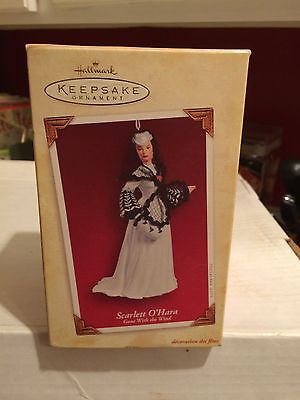 Hallmark
KEEPSAKE
ORNAMENT
Scarlett O'Hara
Gone With the Wind
décoration des fêtes